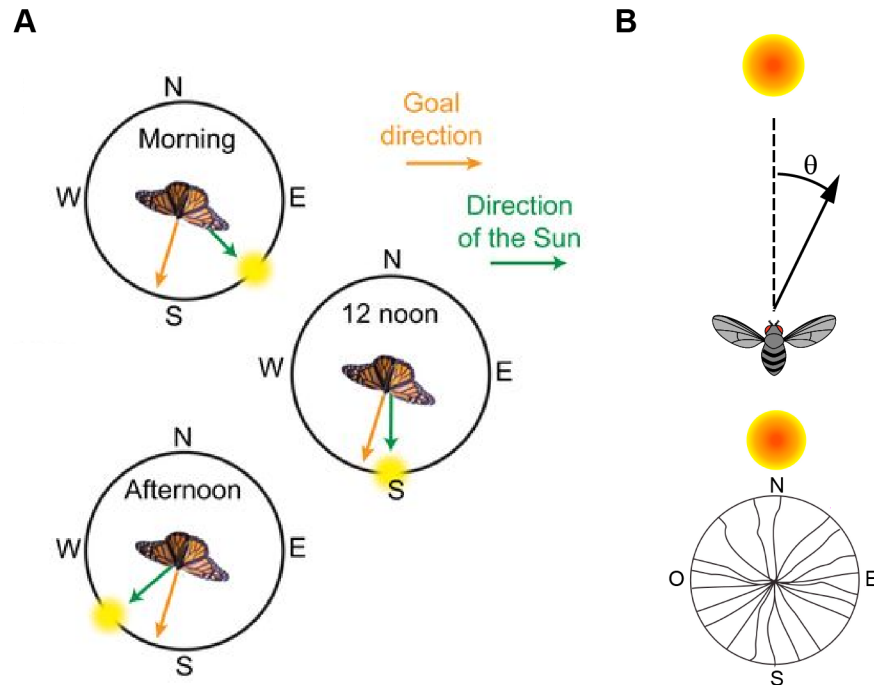 A
N
Morning
W
E
S
Goal
direction
Direction
of the Sun
N
12 noon
W
E
S
N
Afternoon
W
E
S
B
θ
N
O
E
S